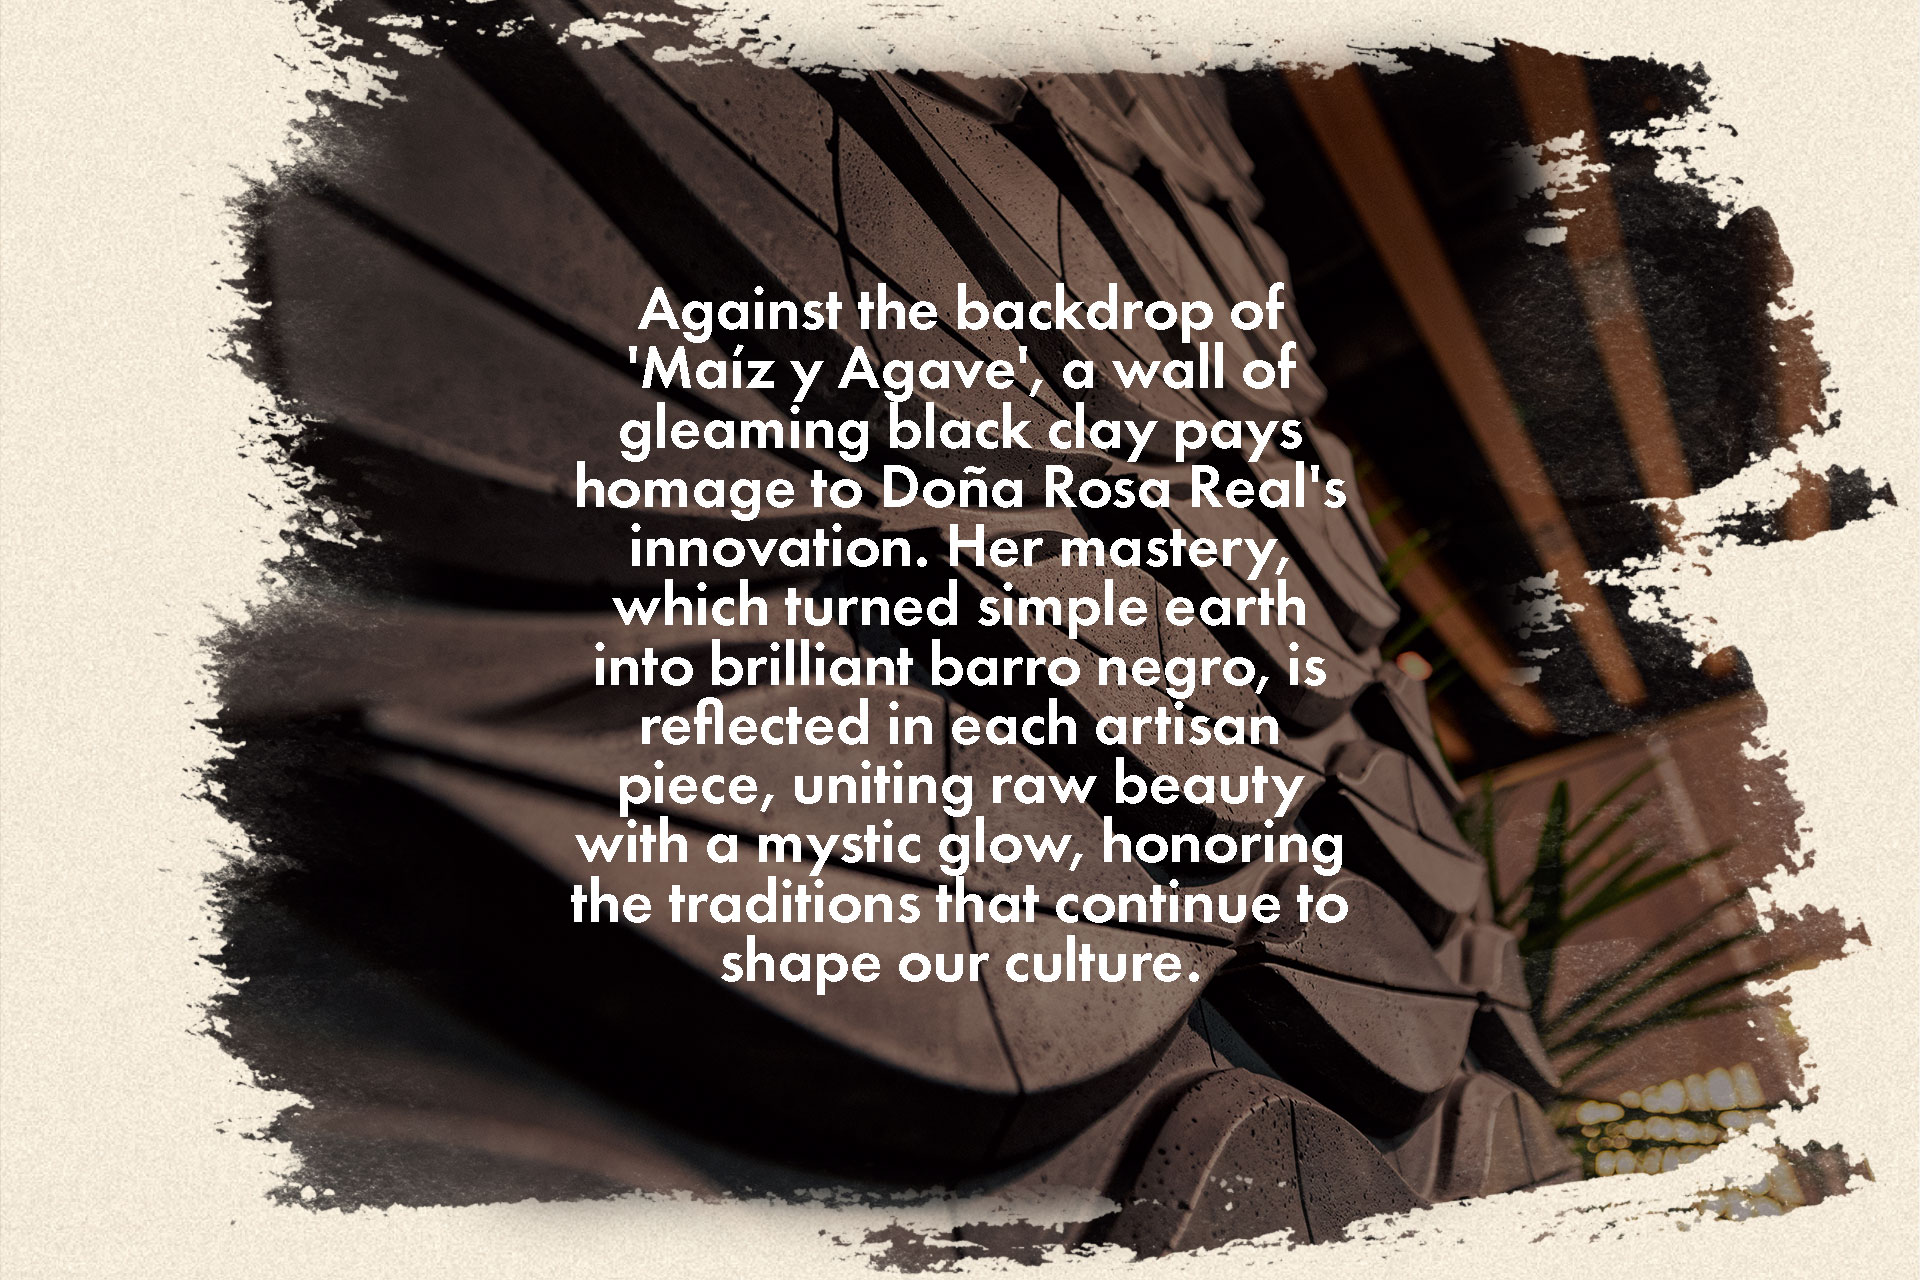 Against the backdrop of
'Maíz y Agave', a wall of
gleaming black clay pays
homage to Doña Rosa Real's
innovation. Her mastery,
which turned simple earth
into brilliant barro negro, is
reflected in each artisan
piece, uniting raw beauty
with a mystic glow, honoring
the traditions that continue to
shape our culture.